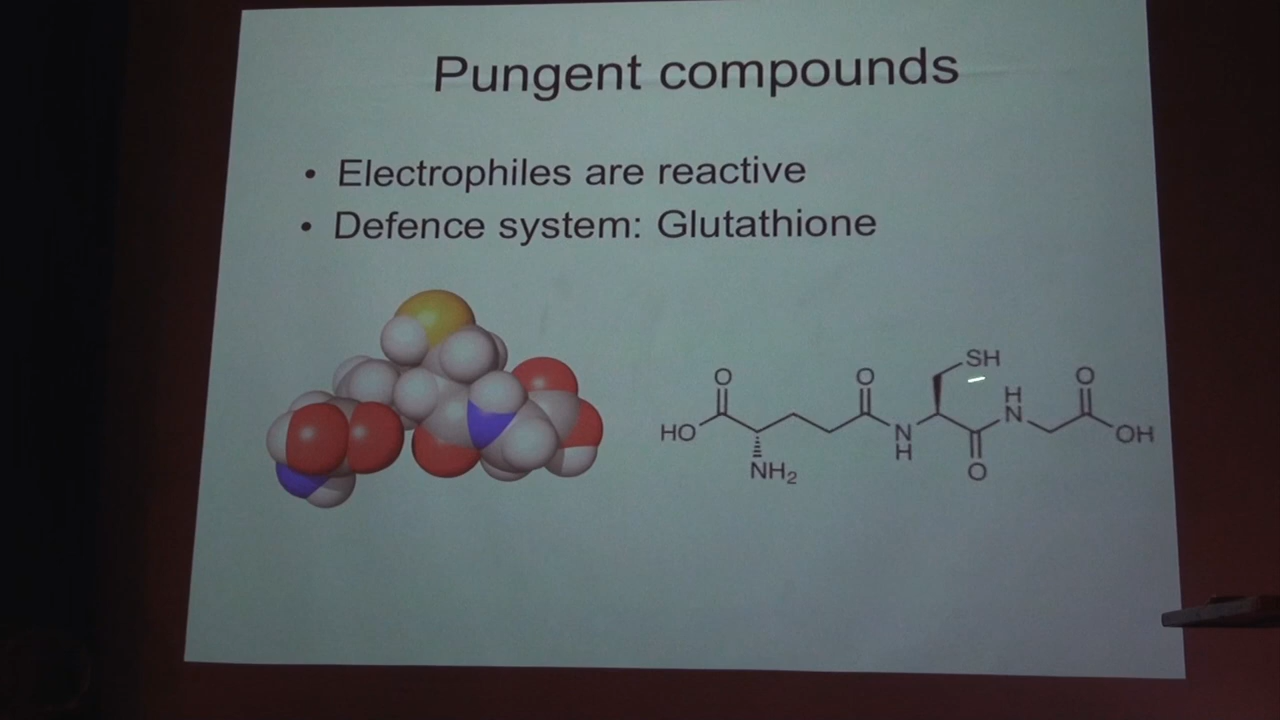 Pungent compounds
• Electrophiles are reactive
• Defence system: Glutathione
SH
O
O
H
N
O
HO
N
H
OH
NH2
O